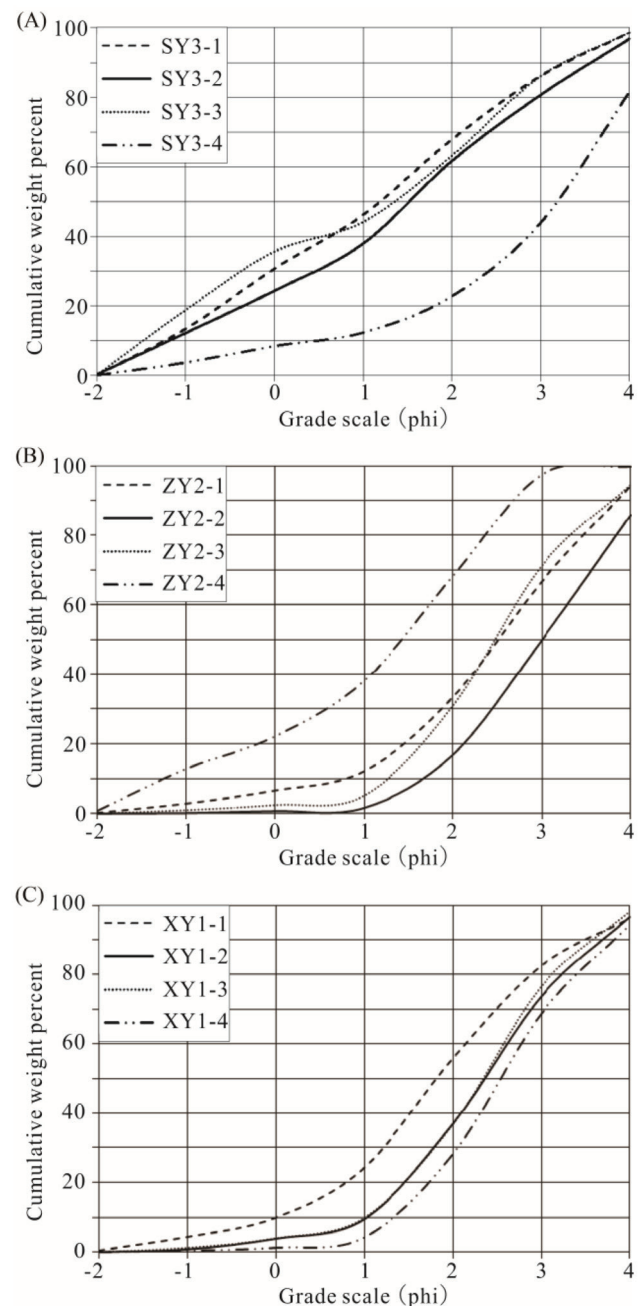 (A)
100
80
60
40
20
0
Cumulative weight percent
SY3-1
SY3-2
SY3-3
SY3-4
-2 -1 0 1 2 3 4
Grade scale (phi)
(B)
100
80
60
40
20
0
Cumulative weight percent
ZY2-1
ZY2-2
ZY2-3
ZY2-4
-2 -1 0 1 2 3 4
Grade scale (phi)
(C)
100
80
60
40
20
0
Cumulative weight percent
XY1-1
XY1-2
XY1-3
XY1-4
-2 -1 0 1 2 3 4
Grade scale (phi)